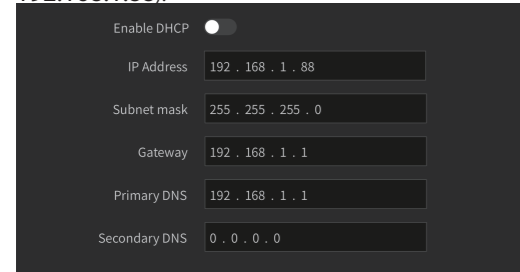 Enable DHCP
IP Address 192 . 168 . 1 . 88
Subnet mask 255 . 255 . 255 . 0
Gateway 192 . 168 . 1 . 1
Primary DNS 192 . 168 . 1 . 1
Secondary DNS 0 . 0 . 0 . 0